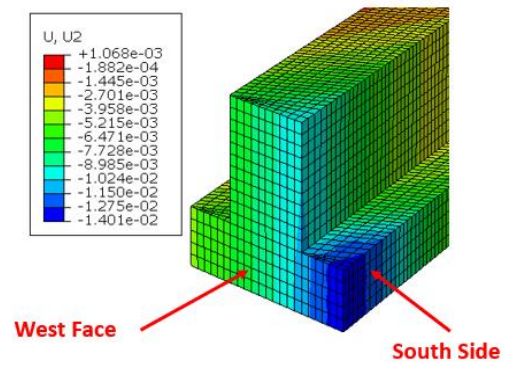 U, U2
+1.068e-03
-1.882e-04
-1.445e-03
-2.701e-03
-3.958e-03
-5.215e-03
-6.471e-03
-7.728e-03
-8.985e-03
-1.024e-02
-1.150e-02
-1.275e-02
-1.401e-02
West Face
South Side